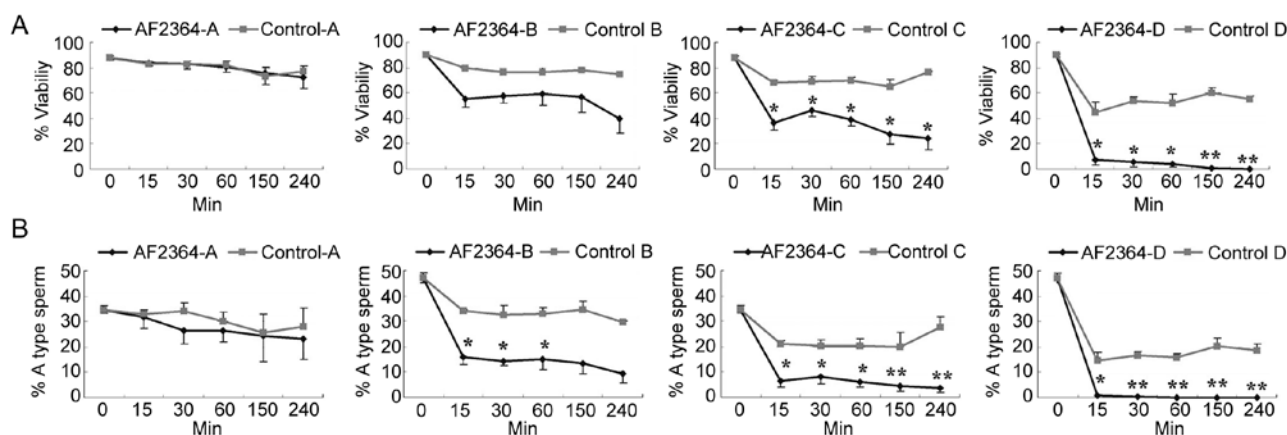 A
AF2364-A Control-A
% Viabiliy
100
80
60
40
20
0
0 15 30 60 150 240
Min
AF2364-B Control B
% Viabiliy
100
80
60
40
20
0
0 15 30 60 150 240
Min
AF2364-C Control C
% Viabiliy
100
80
60
40
20
0
* * * * *
0 15 30 60 150 240
Min
AF2364-D Control D
% Viabiliy
100
80
60
40
20
0
* * * ** **
0 15 30 60 150 240
Min
B
AF2364-A Control-A
% A type sperm
50
40
30
20
10
0
0 15 30 60 150 240
Min
AF2364-B Control B
% A type sperm
50
40
30
20
10
0
* * *
0 15 30 60 150 240
Min
AF2364-C Control C
% A type sperm
50
40
30
20
10
0
* * * ** **
0 15 30 60 150 240
Min
AF2364-D Control D
% A type sperm
50
40
30
20
10
0
* ** ** ** **
0 15 30 60 150 240
Min